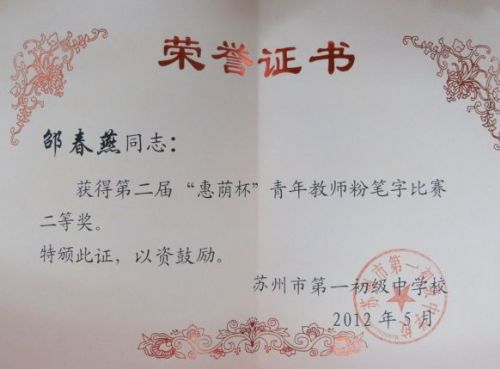 荣誉证书
邵春燕同志：
获得第二届“惠荫杯”青年教师粉笔字比赛
二等奖。
特颁此证，以资鼓励。
苏州市第一初级中学校
2012年5月